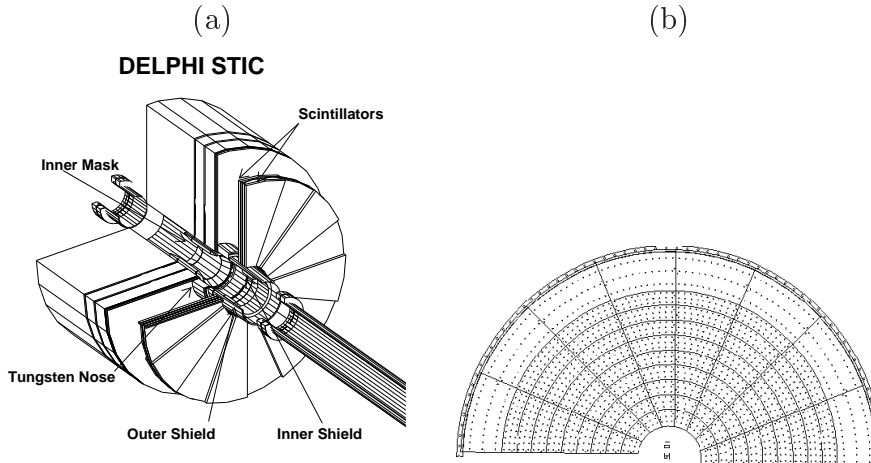 (a)
(b)
DELPHI STIC
Scintillators
Inner Mask
Tungsten Nose
Outer Shield
Inner Shield